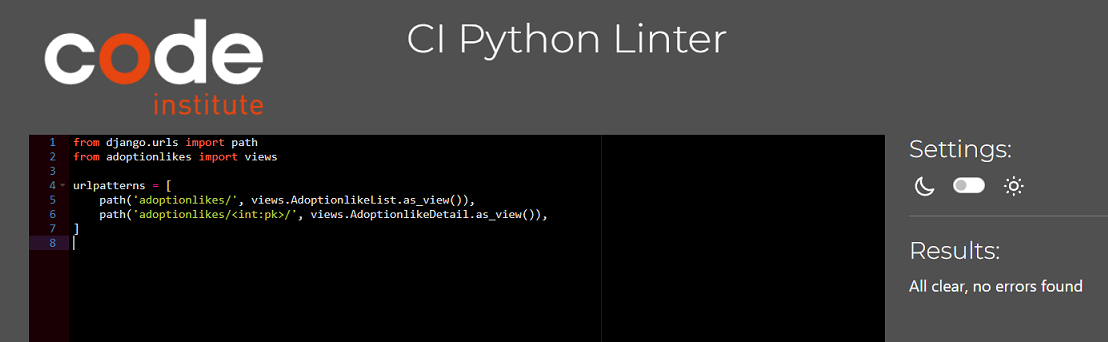 code
institute
CI Python Linter
1 from django.urls import path
2 from adoptionlikes import views
3
4 urlpatterns = [
5     path('adoptionlikes/', views.AdoptionlikeList.as_view()),
6     path('adoptionlikes/<int:pk>/', views.AdoptionlikeDetail.as_view()),
7 ]
8
Settings:
Results:
All clear, no errors found